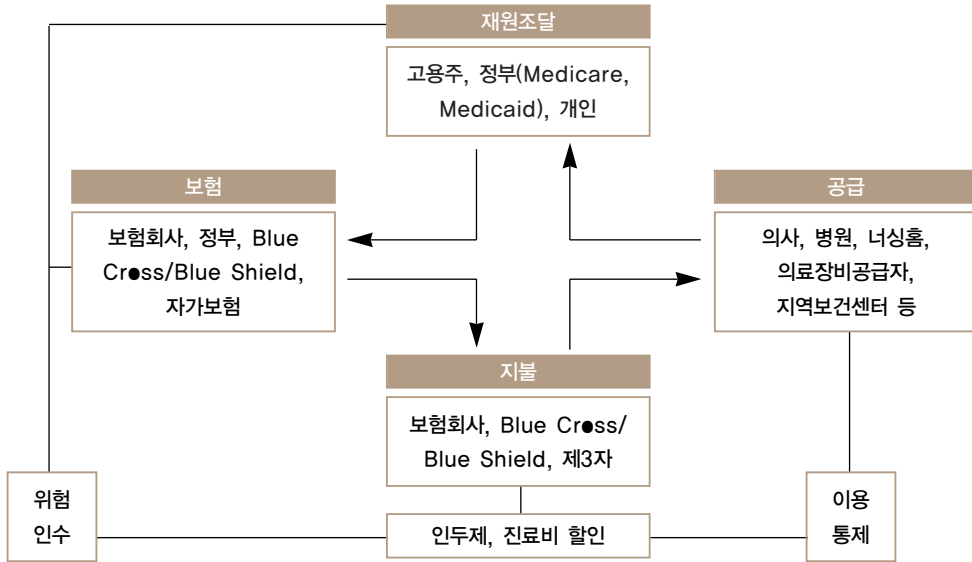 재원조달
고용주, 정부(Medicare,
Medicaid), 개인
보험
보험회사, 정부, Blue
Cross/Blue Shield,
자가보험
공급
의사, 병원, 너싱홈,
의료장비공급자,
지역보건센터 등
지불
보험회사, Blue Cross/
Blue Shield, 제3자
위험
인수
인두제, 진료비 할인
이용
통제